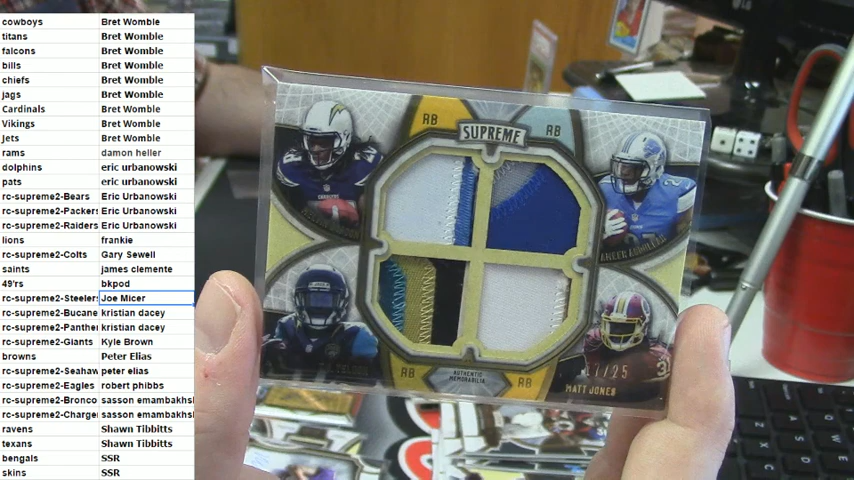 cowboys Bret Womble
titans Bret Womble
falcons Bret Womble
bills Bret Womble
chiefs Bret Womble
jags Bret Womble
Cardinals Bret Womble
Vikings Bret Womble
Jets Bret Womble
rams damon heller
dolphins eric urbanowski
pats eric urbanowski
rc-supreme2-Bears Eric Urbanowski
rc-supreme2-Packers Eric Urbanowski
rc-supreme2-Raiders Eric Urbanowski
lions frankie
rc-supreme2-Colts Gary Sewell
saints james clemente
49'rs bkpod
rc-supreme2-Steelers Joe Micer
rc-supreme2-Bucane kristian dacey
rc-supreme2-Panthe kristian dacey
rc-supreme2-Giants Kyle Brown
browns Peter Elias
rc-supreme2-Seahaw peter elias
rc-supreme2-Eagles robert phibbs
rc-supreme2-Bronco sasson emambakhs
rc-supreme2-Charge sasson emambakhs
ravens Shawn Tibbitts
texans Shawn Tibbitts
bengals SSR
skins SSR
RB RB
SUPREME
AMEER ABDULLAH
17/25
RB RB
AUTHENTIC
MEMORABILIA
MATT JONES